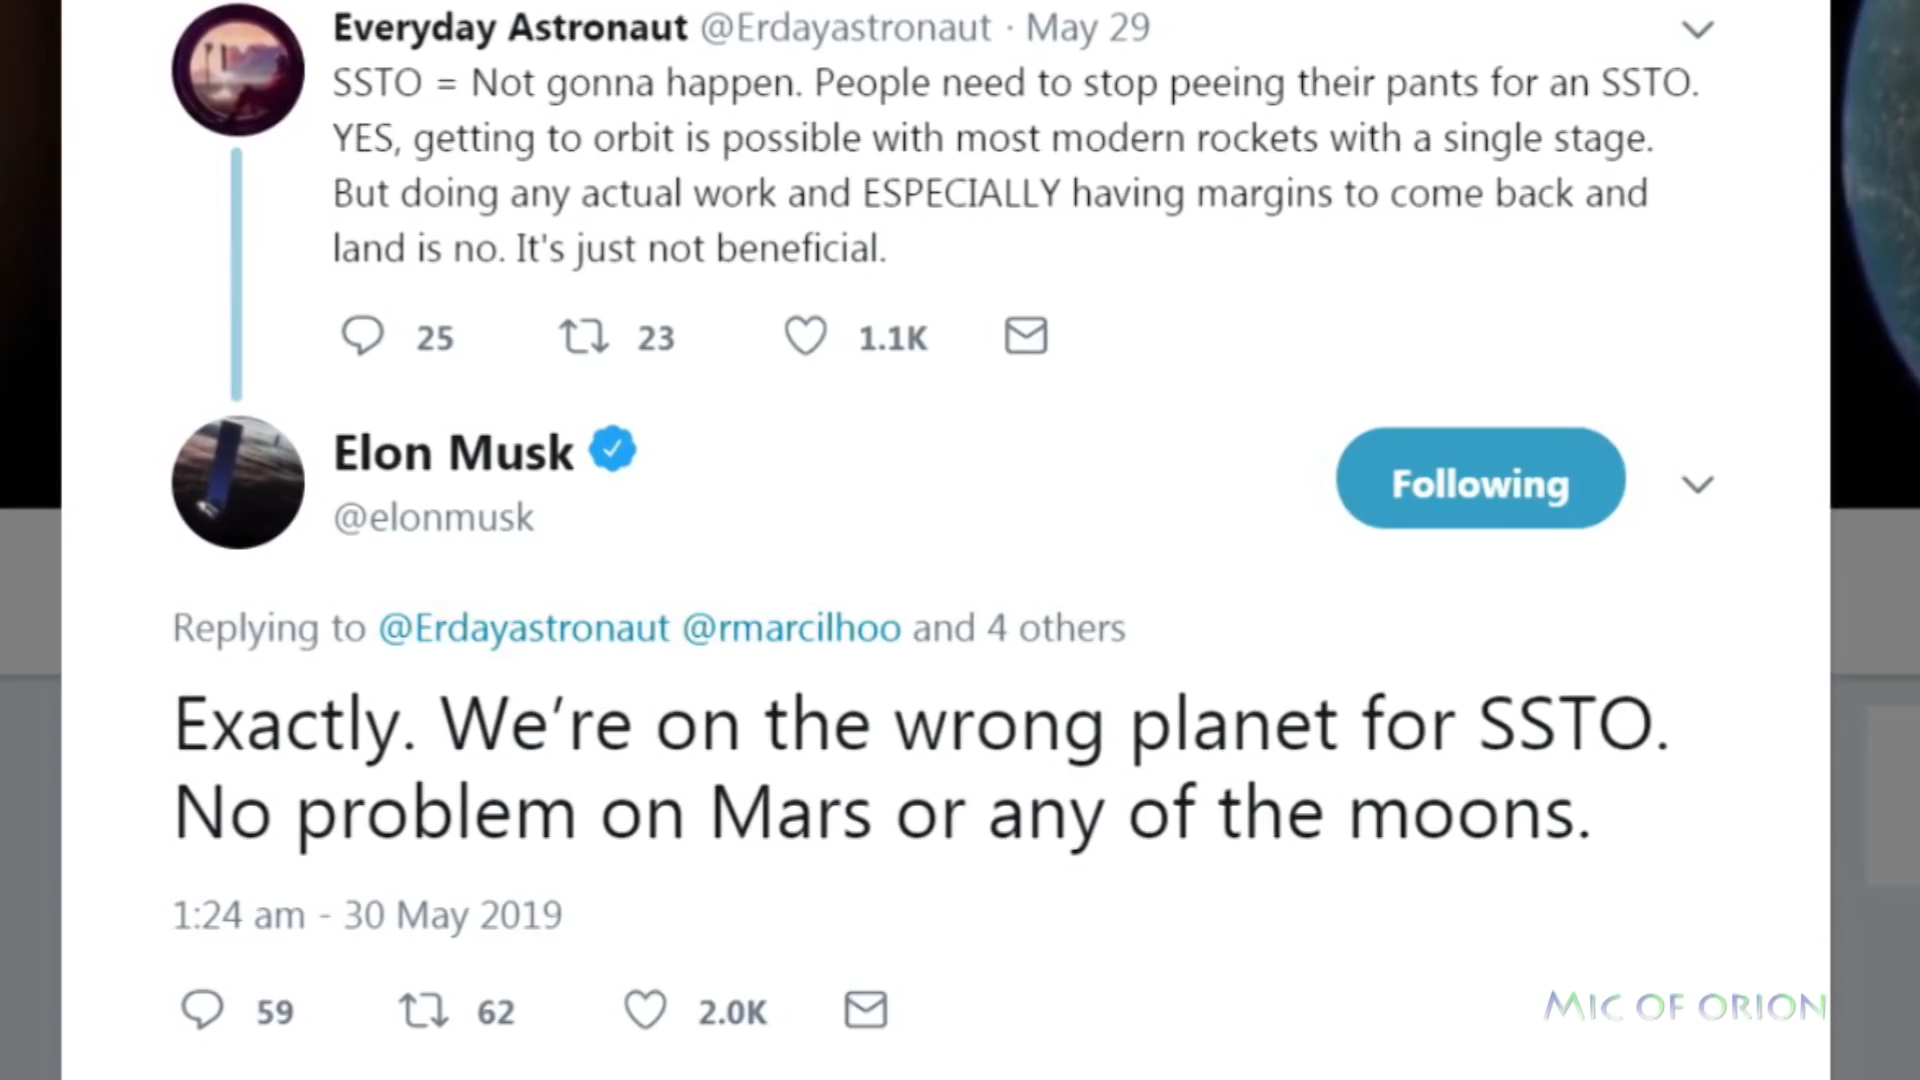 Everyday Astronaut @Erdayastronaut · May 29
SSTO = Not gonna happen. People need to stop peeing their pants for an SSTO.
YES, getting to orbit is possible with most modern rockets with a single stage.
But doing any actual work and ESPECIALLY having margins to come back and
land is no. It's just not beneficial.
25 23 1.1K
Elon Musk
Following
@elonmusk
Replying to @Erdayastronaut @rmarcilhoo and 4 others
Exactly. We’re on the wrong planet for SSTO.
No problem on Mars or any of the moons.
1:24 am - 30 May 2019
59 62 2.0K
MIC OF ORION